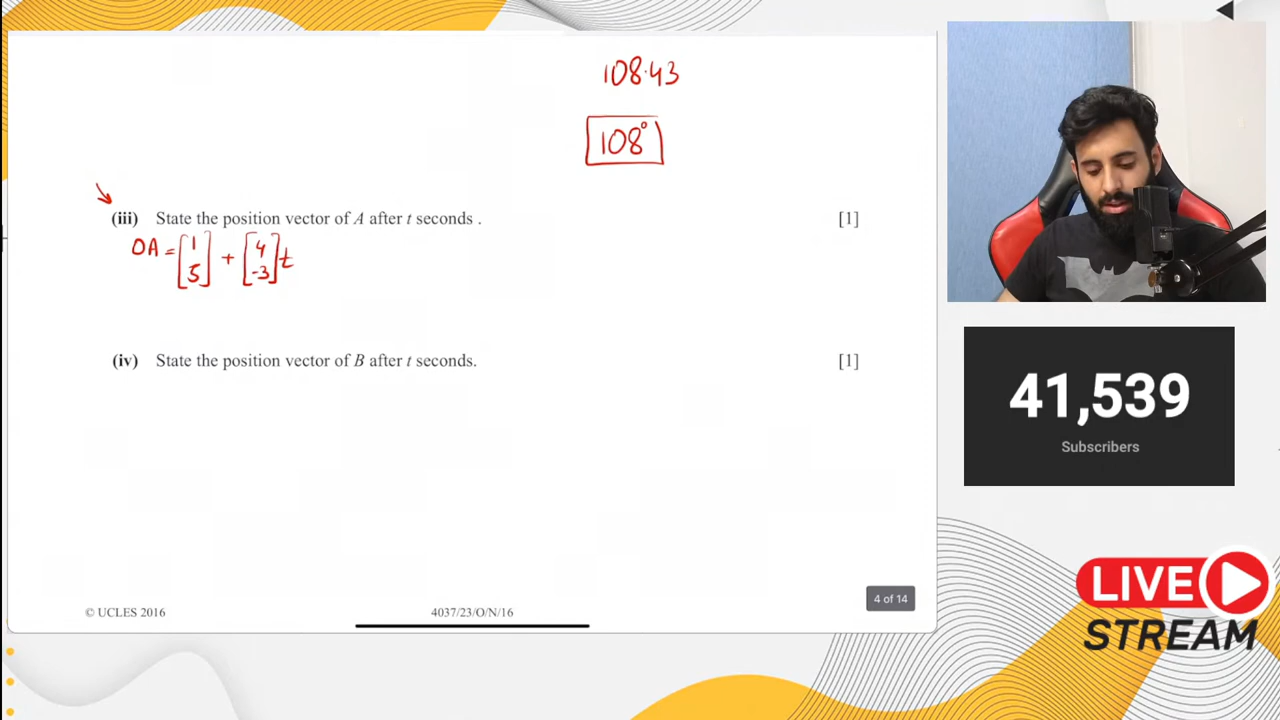 108.43
108°
(iii) State the position vector of A after t seconds . [1]
OA = [1 5] + [4 -3] t
(iv) State the position vector of B after t seconds. [1]
4 of 14
© UCLES 2016 4037/23/O/N/16
41,539
Subscribers
LIVE
STREAM